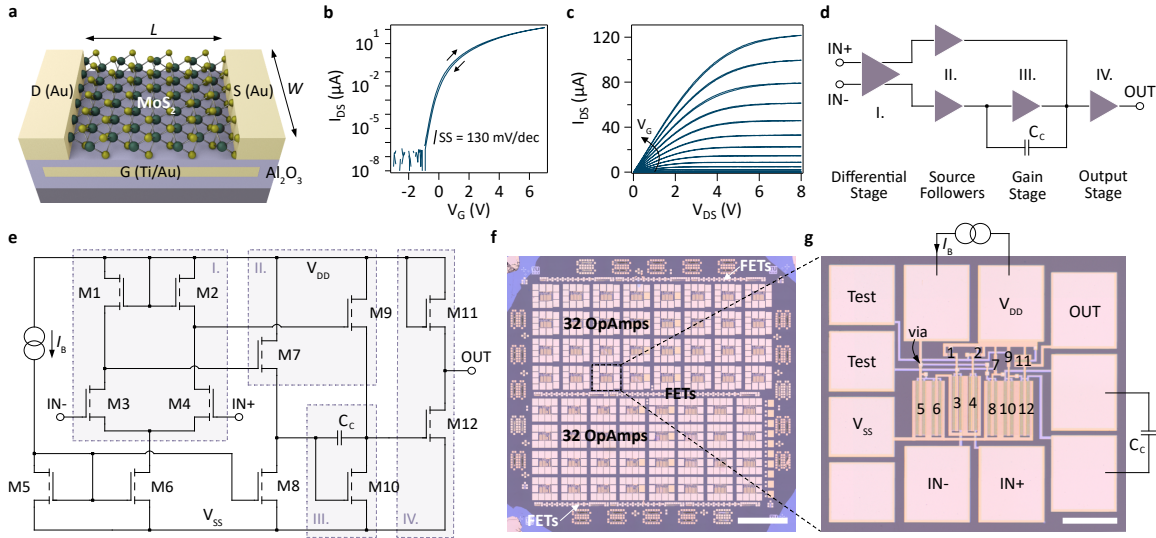 a
L
W
D (Au)
S (Au)
MoS2
G (Ti/Au)
Al2O3
b
IDS (µA)
10^1
10^-2
10^-5
10^-8
10
SS = 130 mV/dec
-2 0 2 4 6
VG (V)
c
IDS (µA)
120
80
40
0
VG
0 2 4 6 8
VDS (V)
d
IN+
IN-
I.
II.
III.
IV.
OUT
CC
Differential Stage
Source Followers
Gain Stage
Output Stage
e
I.
II.
VDD
M1
M2
M9
M11
IB
M7
OUT
IN-
M3
M4
IN+
CC
M12
M5
M6
M8
M10
VSS
III.
IV.
f
FETs
32 OpAmps
FETs
32 OpAmps
FETs
g
IB
Test
VDD
OUT
via
1 2 9
7 11
Test
5 6 3 4 8 10 12
VSS
CC
IN-
IN+